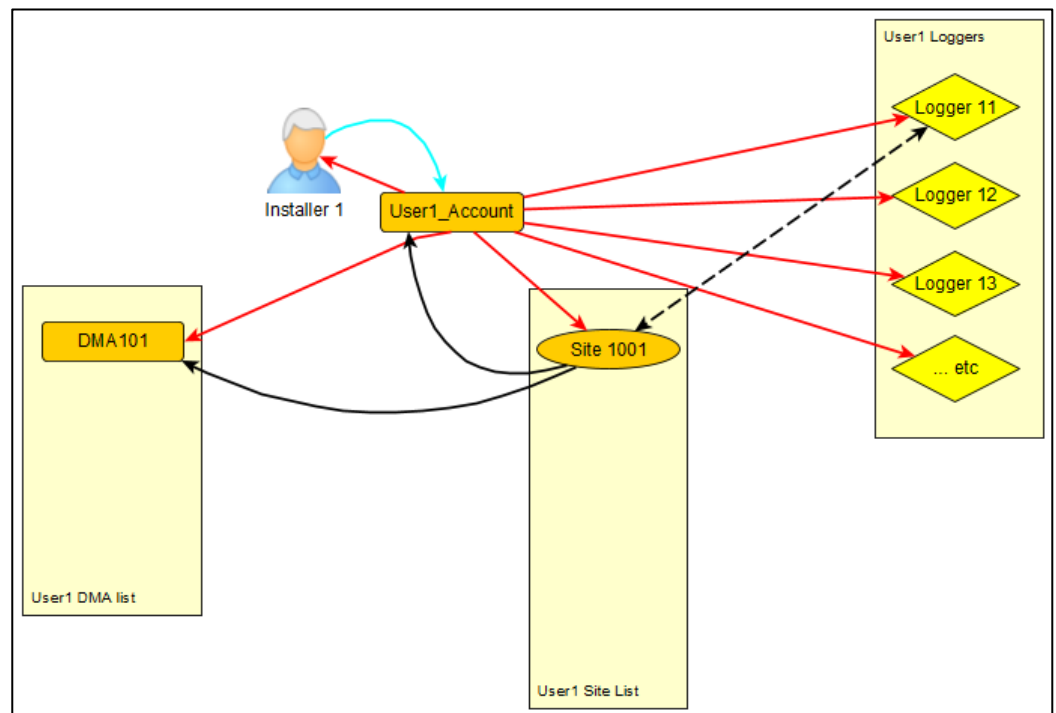 User1 Loggers
Logger 11
Installer 1
User1_Account
Logger 12
Logger 13
DMA101
Site 1001
... etc
User1 DMA list
User1 Site List